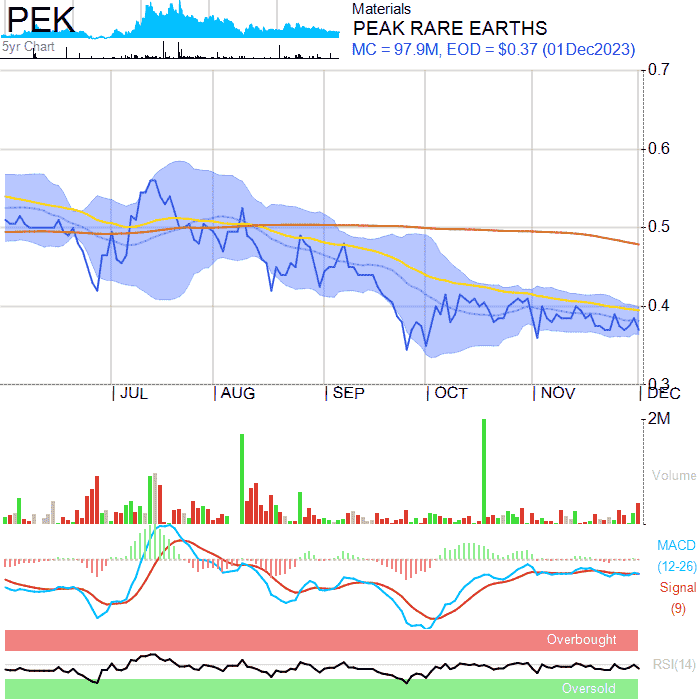 PEK
5yr Chart
Materials
PEAK RARE EARTHS
MC = 97.9M, EOD = $0.37 (01Dec2023)
0.7
0.6
0.5
0.4
0.3
JUL AUG SEP OCT NOV DEC
2M
Volume
MACD
(12-26)
Signal
(9)
Overbought
RSI(14)
Oversold